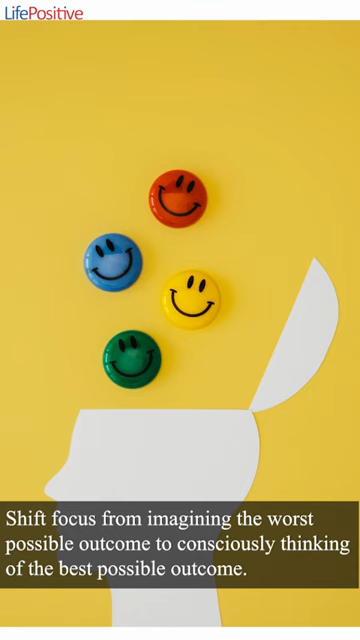 LifePositive
Shift focus from imagining the worst
possible outcome to consciously thinking
of the best possible outcome.